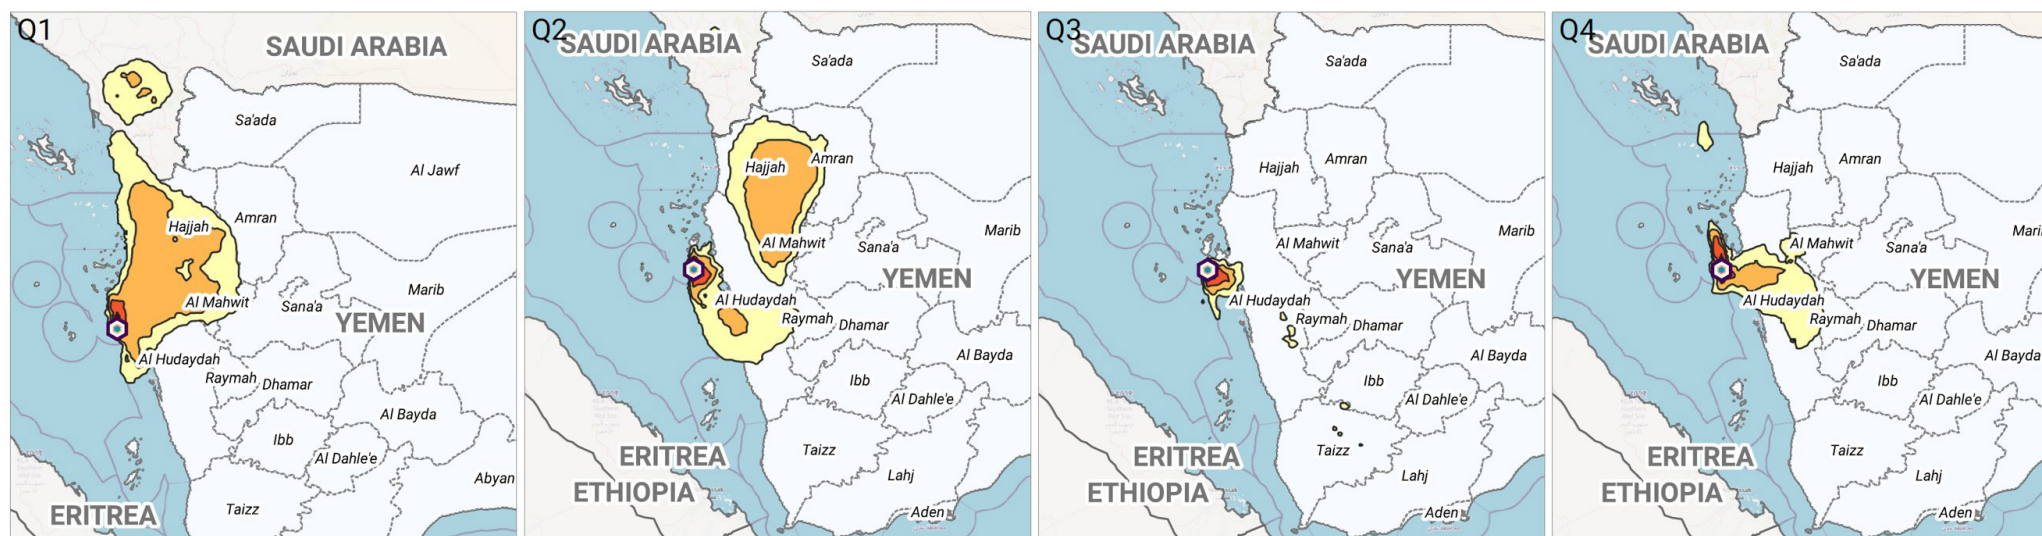 Q1
SAUDI ARABIA
Sa'ada
Al Jawf
Hajjah
Amran
Marib
Al Mahwit
Sana'a
YEMEN
Al Hudaydah
Raymah
Dhamar
Al Bayda
Ibb
Al Dahle'e
Abyan
Taizz
ERITREA
Q2
SAUDI ARABIA
Sa'ada
Hajjah
Amran
Marib
Al Mahwit
Sana'a
YEMEN
Al Hudaydah
Raymah
Dhamar
Al Bayda
Ibb
Al Dahle'e
Taizz
ERITREA
Lahj
ETHIOPIA
Aden
Q3
SAUDI ARABIA
Sa'ada
Hajjah
Amran
Marib
Al Mahwit
Sana'a
YEMEN
Al Hudaydah
Raymah
Dhamar
Al Bayda
Ibb
Al Dahle'e
Taizz
ERITREA
Lahj
ETHIOPIA
Aden
Q4
SAUDI ARABIA
Sa'ada
Hajjah
Amran
Mari
Al Mahwit
Sana'a
YEMEN
Al Hudaydah
Raymah
Dhamar
Al Bayda
Ibb
Al Dahle'e
Taizz
ERITREA
Lahj
ETHIOPIA
Aden